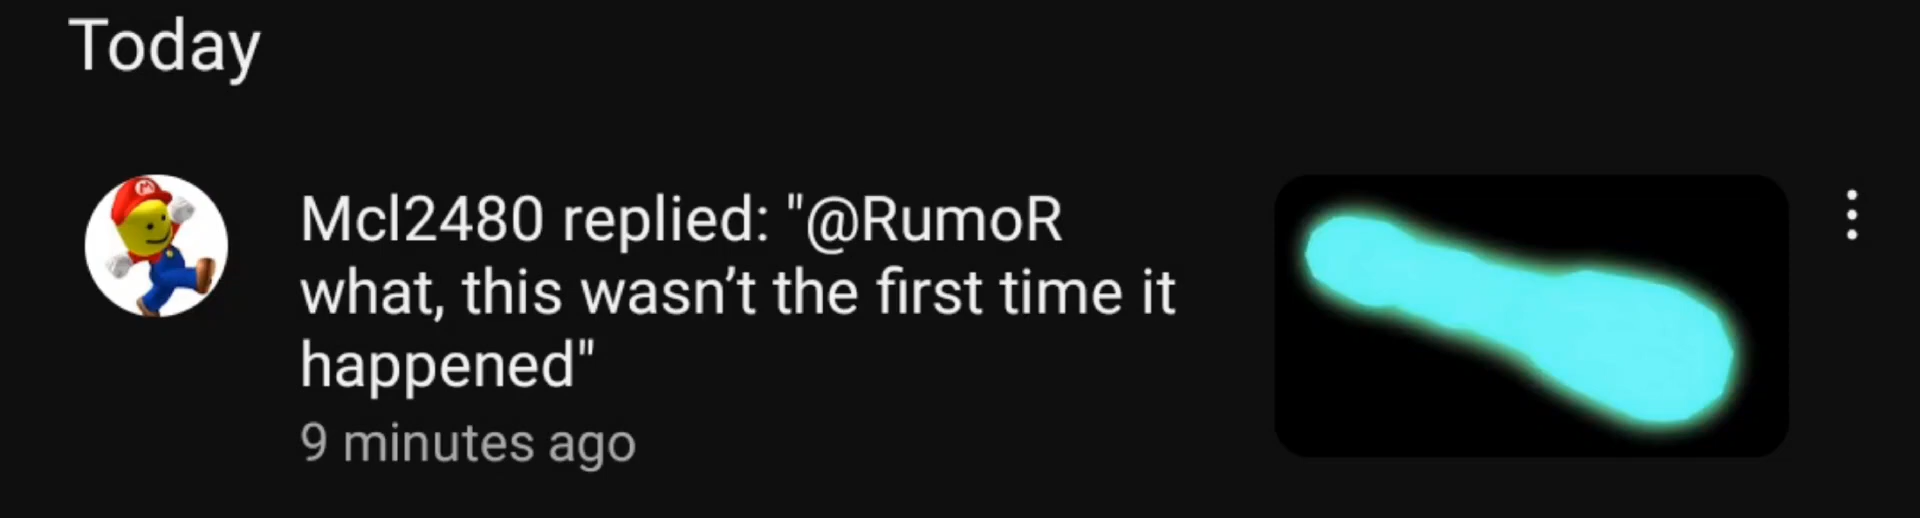 Today
Mcl2480 replied: "@RumoR
what, this wasn’t the first time it
happened"
9 minutes ago